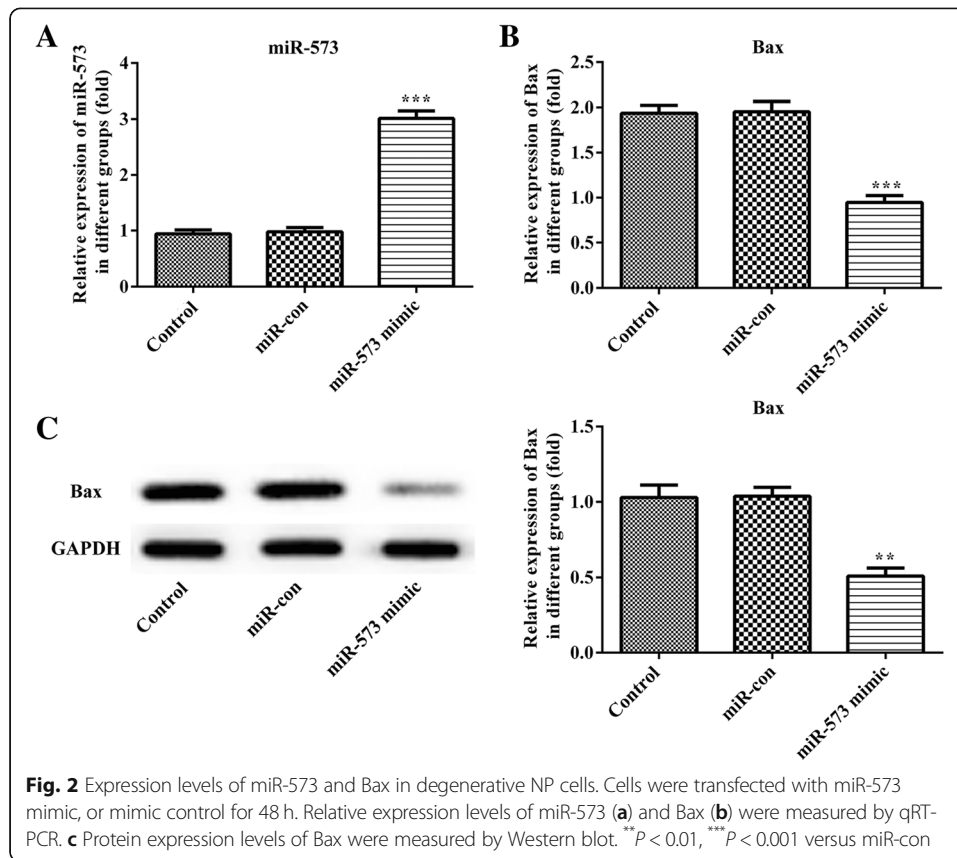 A
miR-573
Relative expression of miR-573
in different groups (fold)
4
3
2
1
0
***
Control
miR-con
miR-573 mimic
B
Bax
Relative expression of Bax
in different groups (fold)
2.5
2.0
1.5
1.0
0.5
0.0
***
Control
miR-con
miR-573 mimic
C
Bax
GAPDH
Control
miR-con
miR-573 mimic
Bax
Relative expression of Bax
in different groups (fold)
1.5
1.0
0.5
0.0
**
Control
miR-con
miR-573 mimic
Fig. 2 Expression levels of miR-573 and Bax in degenerative NP cells. Cells were transfected with miR-573
mimic, or mimic control for 48 h. Relative expression levels of miR-573 (a) and Bax (b) were measured by qRT-
PCR. c Protein expression levels of Bax were measured by Western blot. **P < 0.01, ***P < 0.001 versus miR-con